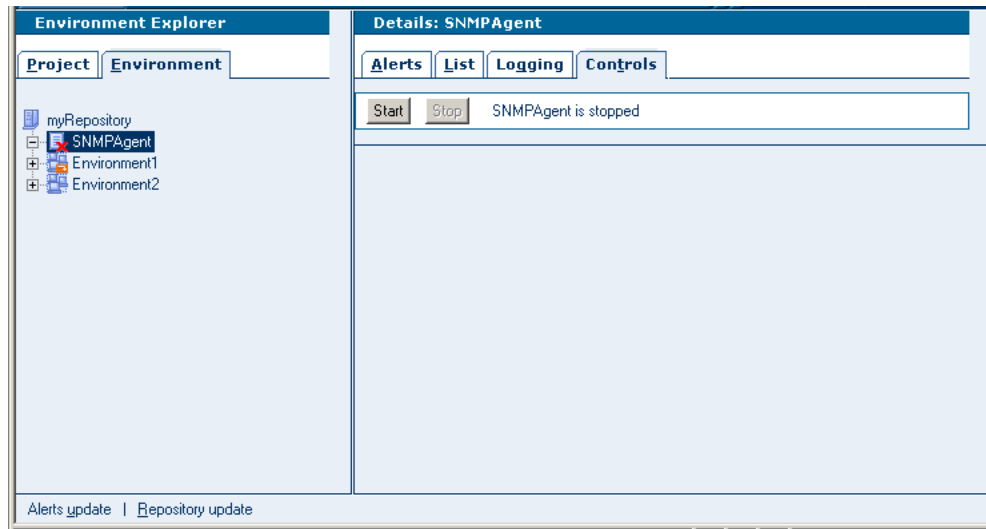 Environment Explorer
Project Environment
myRepository
SNMPAgent
Environment1
Environment2
Alerts update | Repository update
Details: SNMPAgent
Alerts List Logging Controls
Start Stop SNMPAgent is stopped